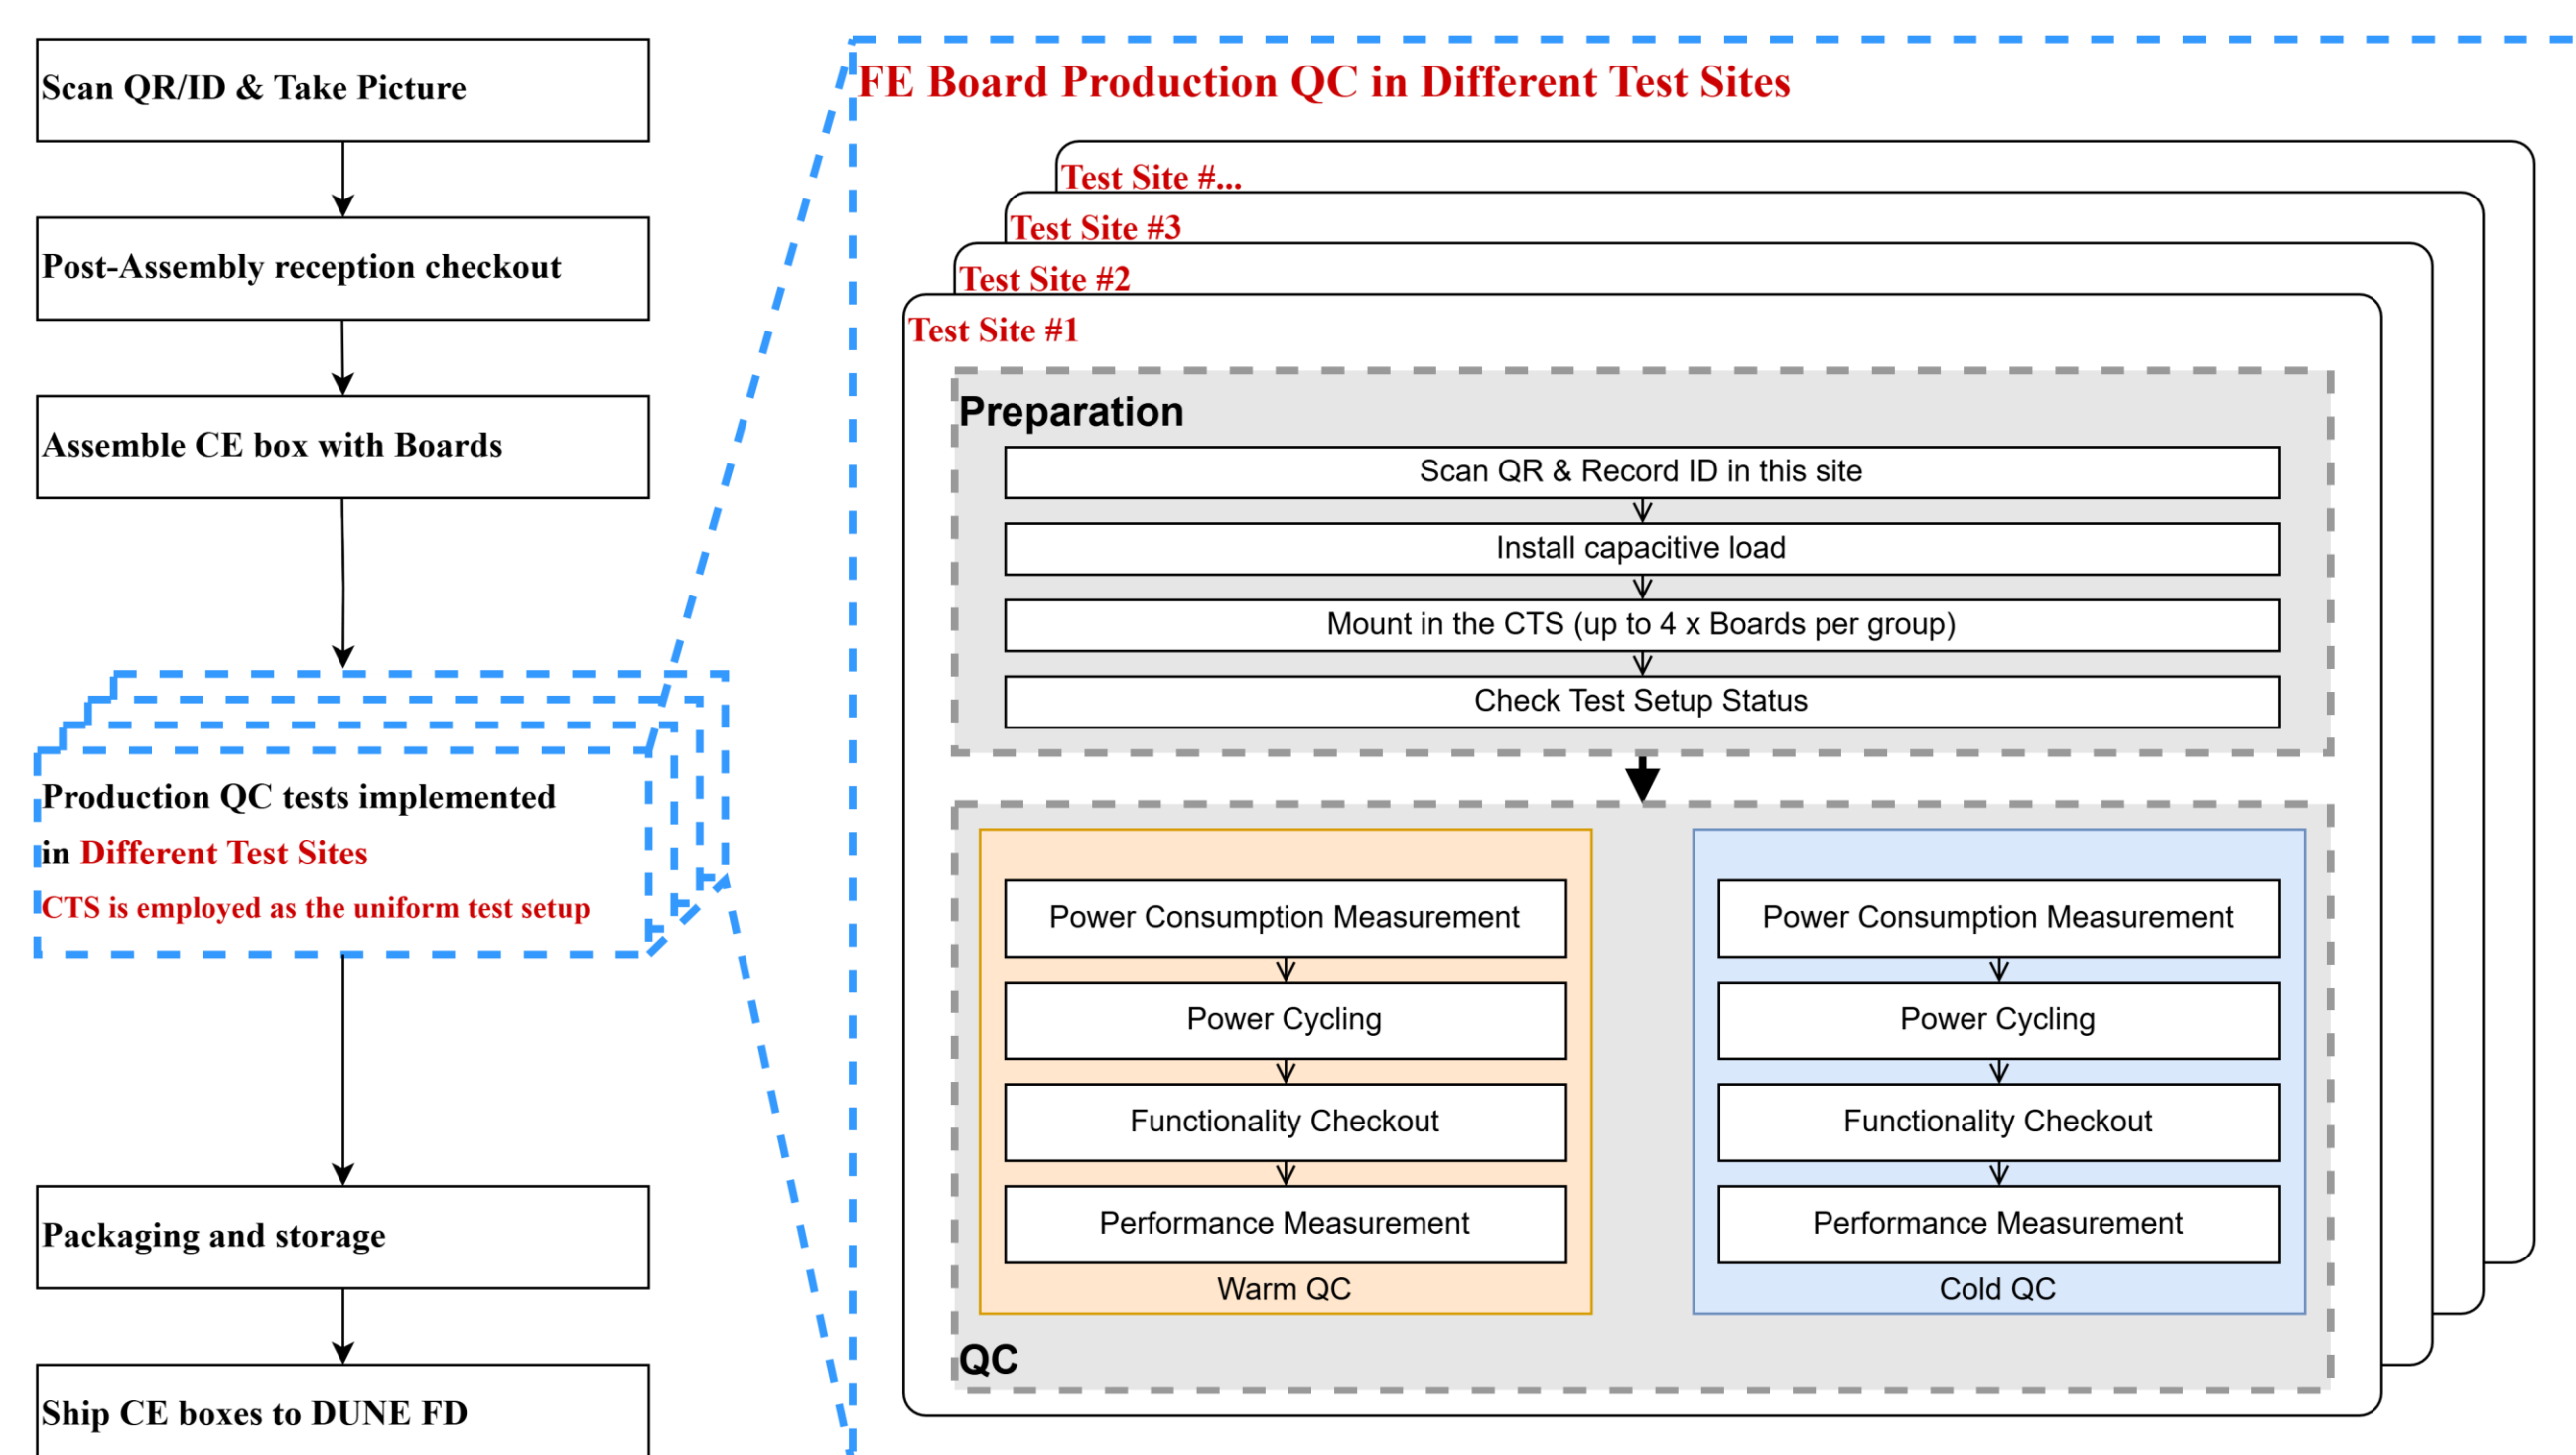 Scan QR/ID & Take Picture
Post-Assembly reception checkout
Assemble CE box with Boards
Production QC tests implemented
in Different Test Sites
CTS is employed as the uniform test setup
Packaging and storage
Ship CE boxes to DUNE FD
FE Board Production QC in Different Test Sites
Test Site #...
Test Site #3
Test Site #2
Test Site #1
Preparation
Scan QR & Record ID in this site
Install capacitive load
Mount in the CTS (up to 4 x Boards per group)
Check Test Setup Status
Power Consumption Measurement
Power Cycling
Functionality Checkout
Performance Measurement
Warm QC
Power Consumption Measurement
Power Cycling
Functionality Checkout
Performance Measurement
Cold QC
QC